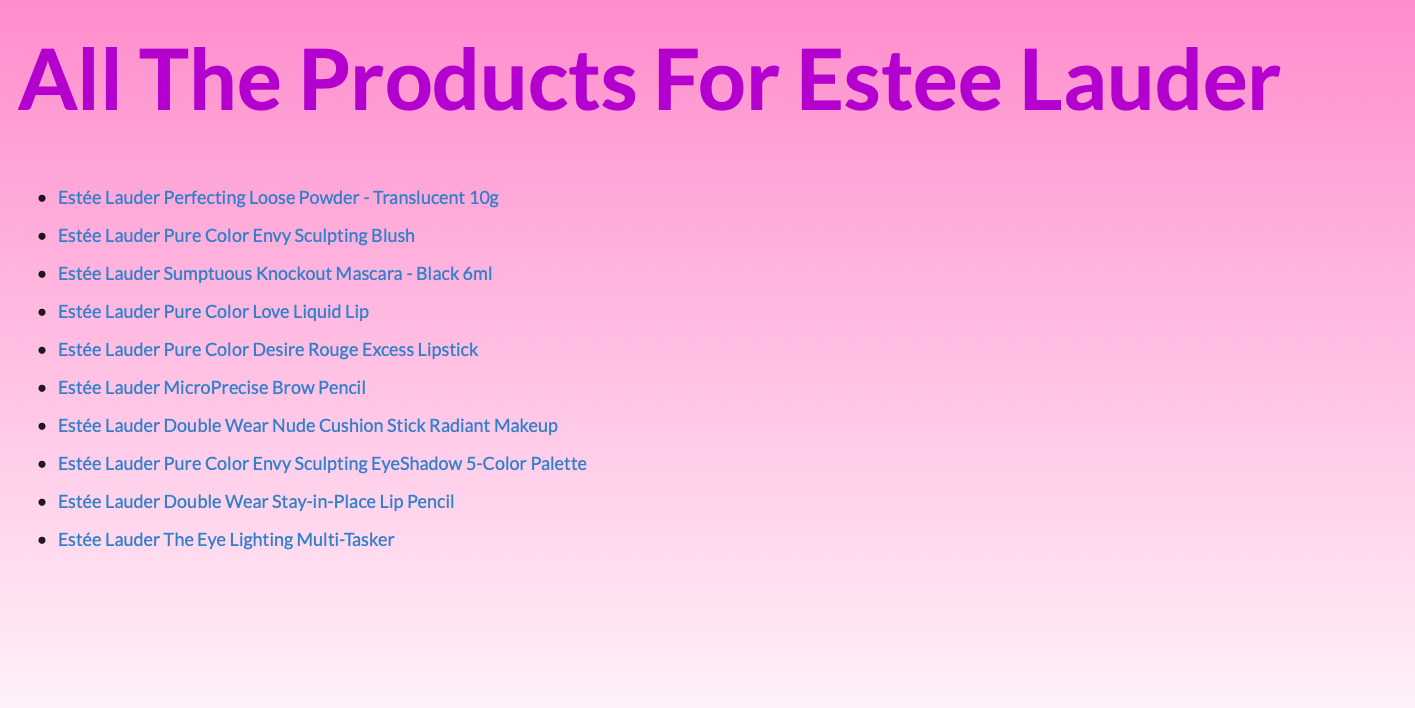 All The Products For Estee Lauder
Estée Lauder Perfecting Loose Powder - Translucent 10g
Estée Lauder Pure Color Envy Sculpting Blush
Estée Lauder Sumptuous Knockout Mascara - Black 6ml
Estée Lauder Pure Color Love Liquid Lip
Estée Lauder Pure Color Desire Rouge Excess Lipstick
Estée Lauder MicroPrecise Brow Pencil
Estée Lauder Double Wear Nude Cushion Stick Radiant Makeup
Estée Lauder Pure Color Envy Sculpting EyeShadow 5-Color Palette
Estée Lauder Double Wear Stay-in-Place Lip Pencil
Estée Lauder The Eye Lighting Multi-Tasker